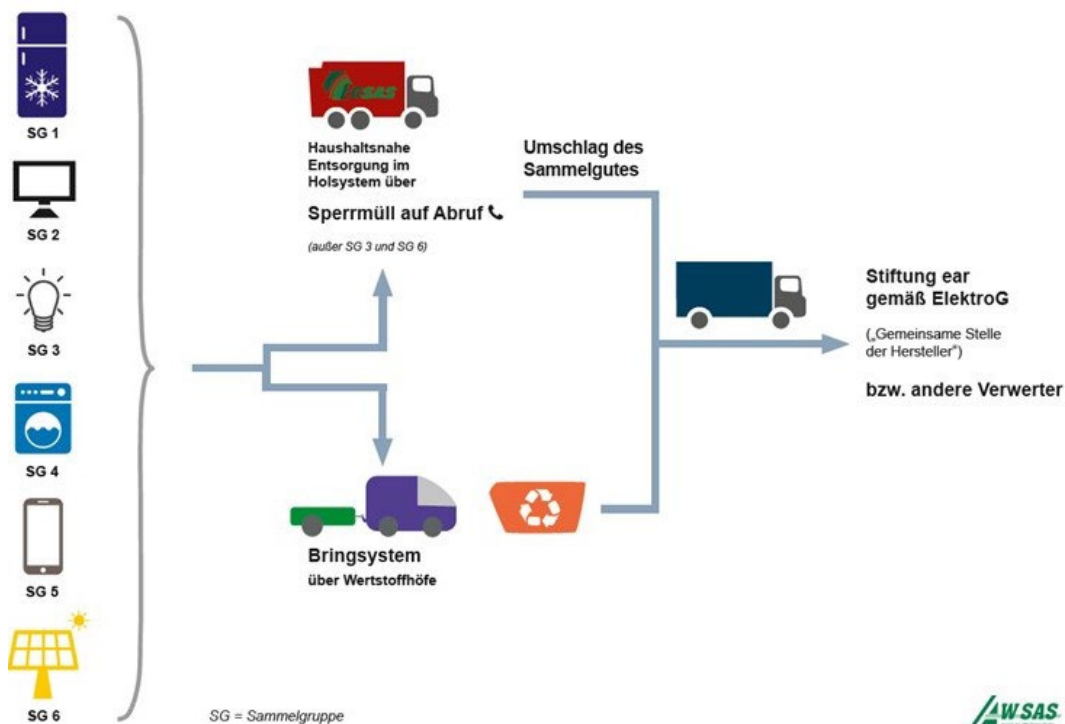 SG 1
SG 2
SG 3
SG 4
SG 5
SG 6
SAS
Haushaltsnahe
Entsorgung im
Holsystem über
Sperrmüll auf Abruf
(außer SG 3 und SG 6)
Umschlag des
Sammelgutes
Bringsystem
über Wertstoffhöfe
Stiftung ear
gemäß ElektroG
(„Gemeinsame Stelle
der Hersteller“)
bzw. andere Verwerter
SG = Sammelgruppe
AWSAS